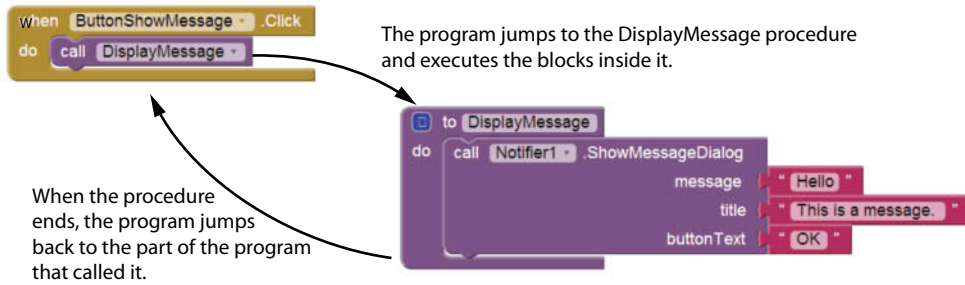 when ButtonShowMessage .Click
do call DisplayMessage
The program jumps to the DisplayMessage procedure
and executes the blocks inside it.
to DisplayMessage
do call Notifier1 .ShowMessageDialog
message " Hello "
title " This is a message. "
buttonText " OK "
When the procedure
ends, the program jumps
back to the part of the program
that called it.